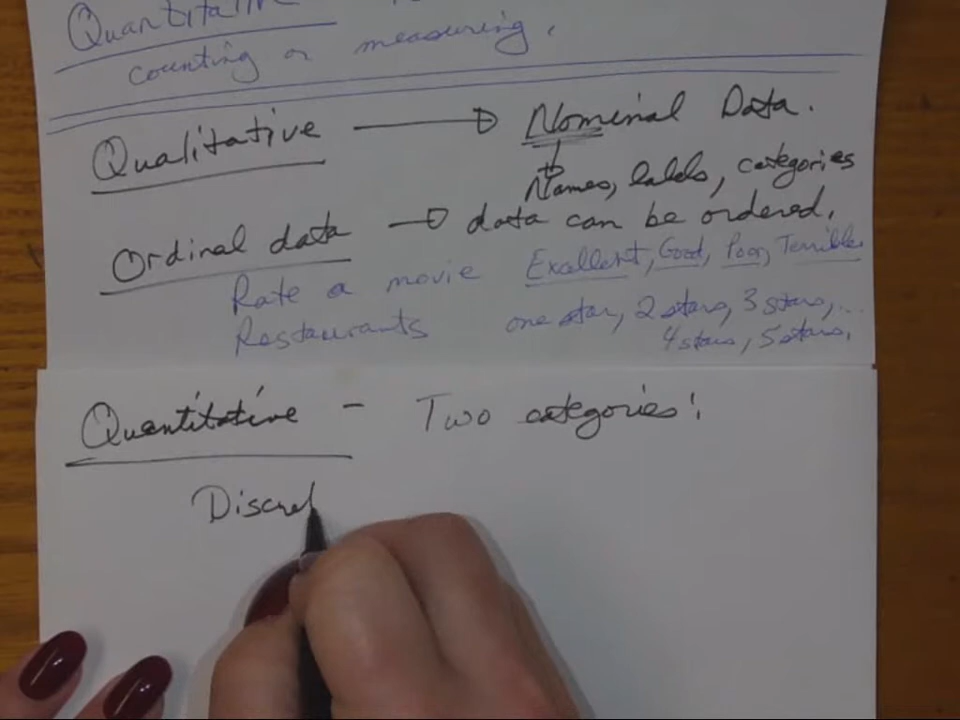 Quantitative
counting or measuring.
Qualitative → Nominal Data.
Names, labels, categories
Ordinal data → data can be ordered.
Rate a movie Excellent, Good, Poor, Terrible
Restaurants one star, 2 stars, 3 stars,...
4 stars, 5 stars.
Quantitative - Two categories:
Discret